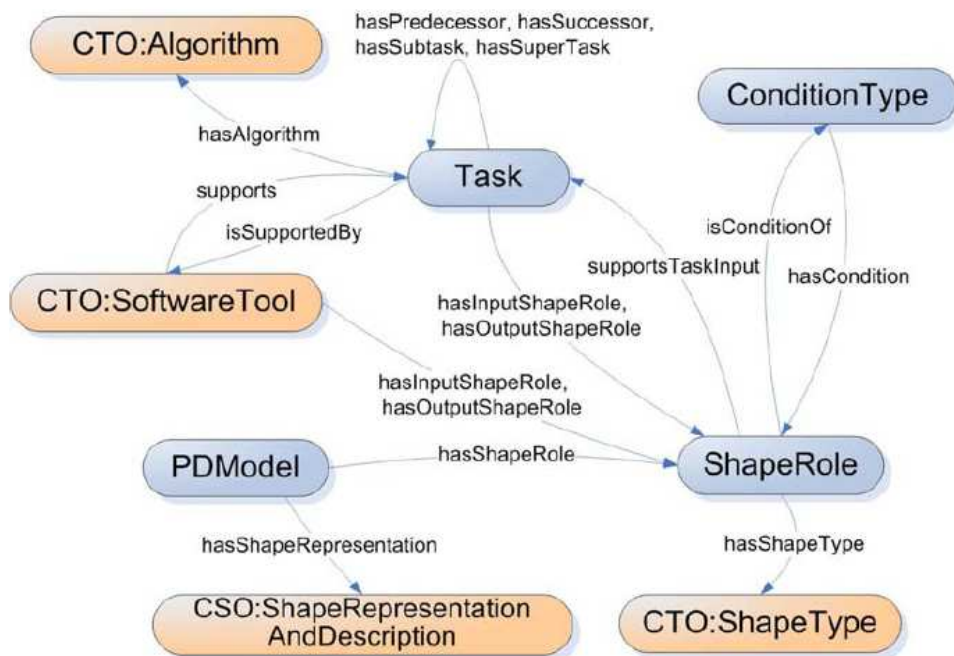 hasPredecessor, hasSuccessor,
hasSubtask, hasSuperTask
CTO:Algorithm
ConditionType
hasAlgorithm
Task
supports
isSupportedBy
isConditionOf
supportsTaskInput
hasCondition
CTO:SoftwareTool
hasInputShapeRole,
hasOutputShapeRole
hasInputShapeRole,
hasOutputShapeRole
PDModel
hasShapeRole
ShapeRole
hasShapeRepresentation
hasShapeType
CSO:ShapeRepresentation
AndDescription
CTO:ShapeType